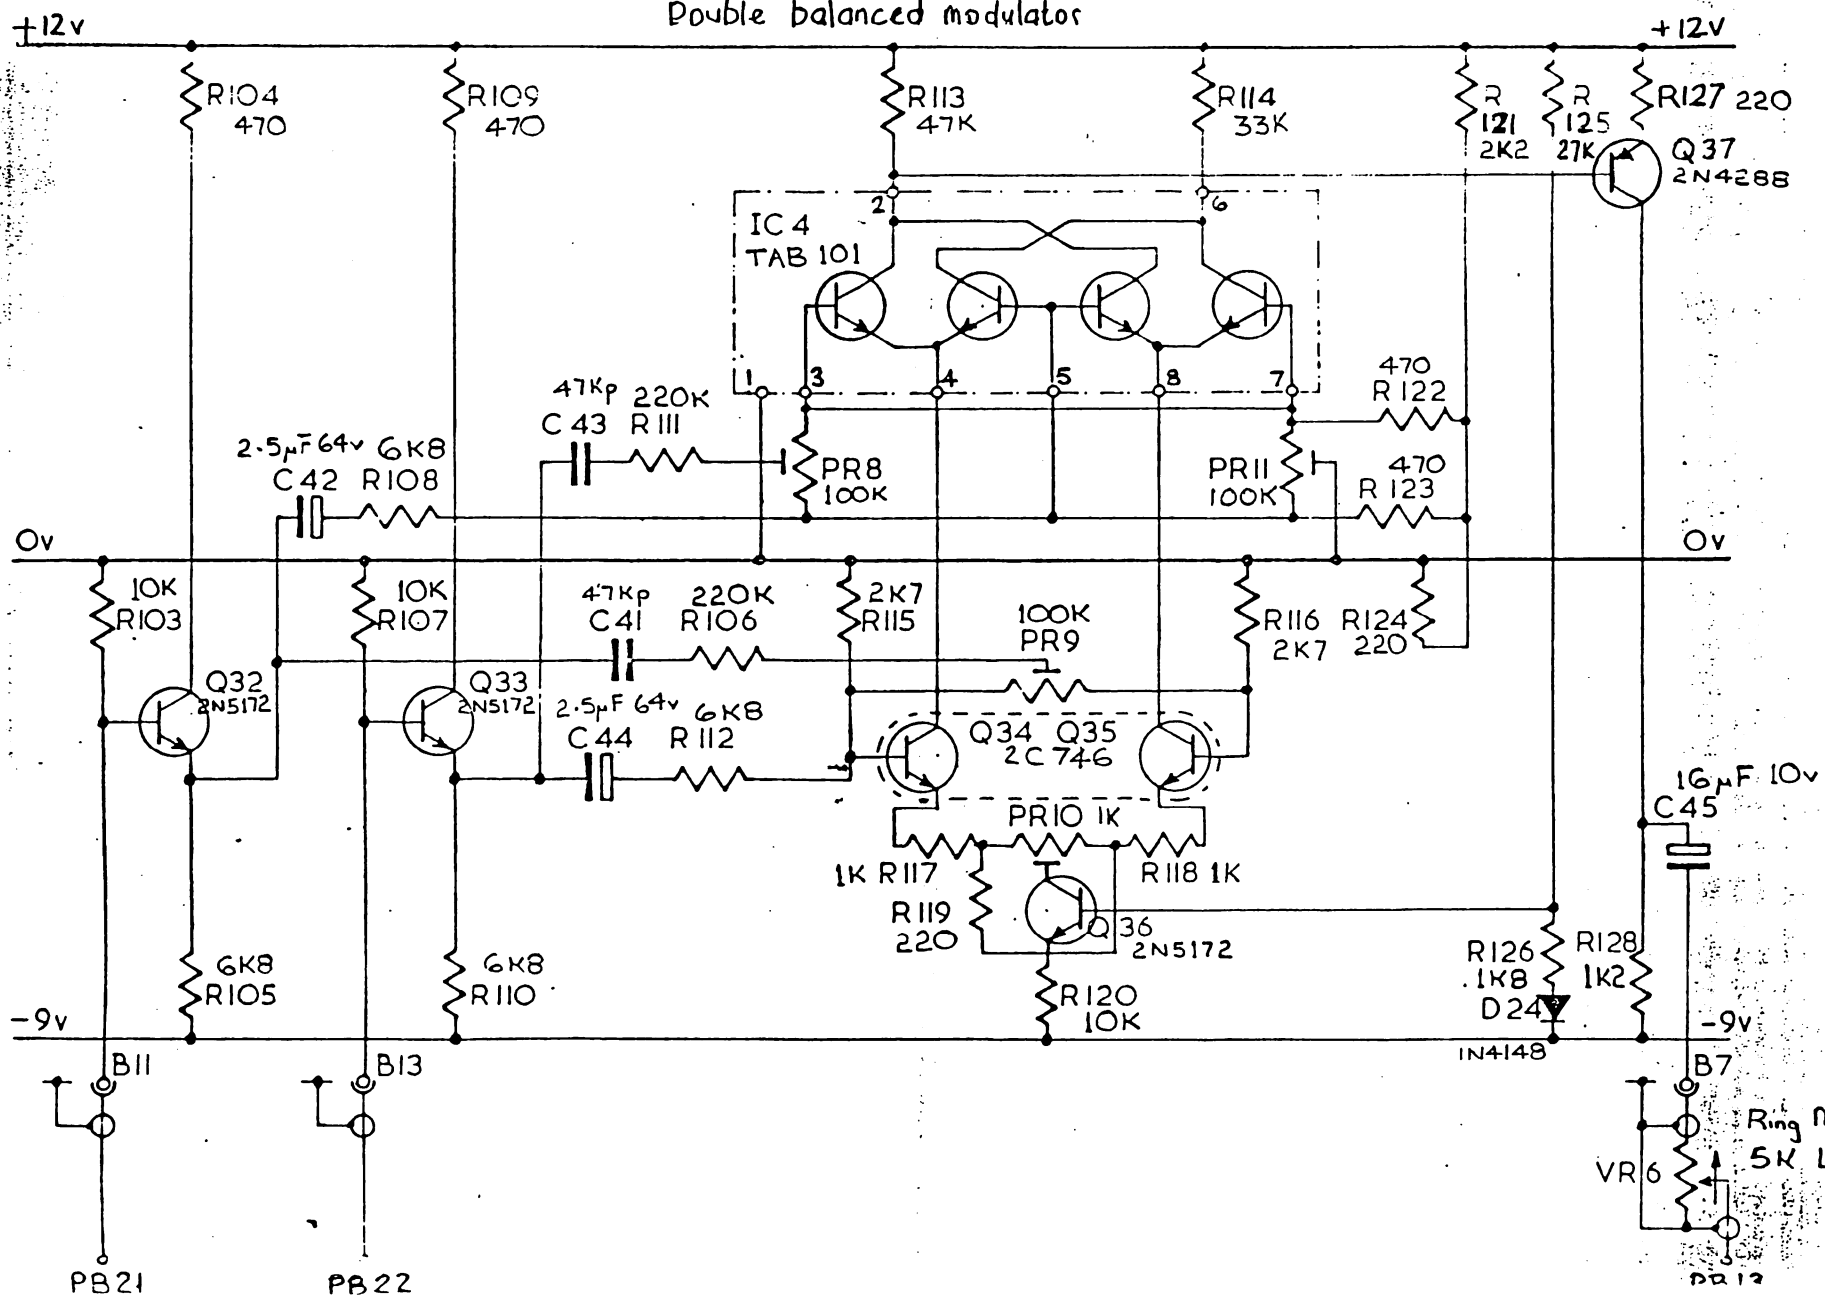 Double balanced modulator
+12v
+12v
R104
470
R109
470
R113
47K
R114
33K
R
121
2K2
R
125
27K
R127 220
Q37
2N4288
2
6
IC 4
TAB 101
1
3
4
5
8
7
47Kp
C43
220K
R111
2.5µF 64v
C42
6K8
R108
PR8
100K
PR11
100K
470
R122
470
R123
0v
0v
10K
R103
10K
R107
47Kp
C41
220K
R106
2K7
R115
100K
PR9
R116
2K7
R124
220
Q32
2N5172
Q33
2N5172
2.5µF 64v
C44
6K8
R112
Q34 Q35
2C746
PR10 1K
1K R117
R118 1K
R119
220
Q36
2N5172
16µF 10v
C45
6K8
R105
6K8
R110
R120
10K
R126
1K8
D24
1N4148
R128
1K2
-9v
-9v
B11
B13
B7
Ring
5K
VR6
PB21
PB22